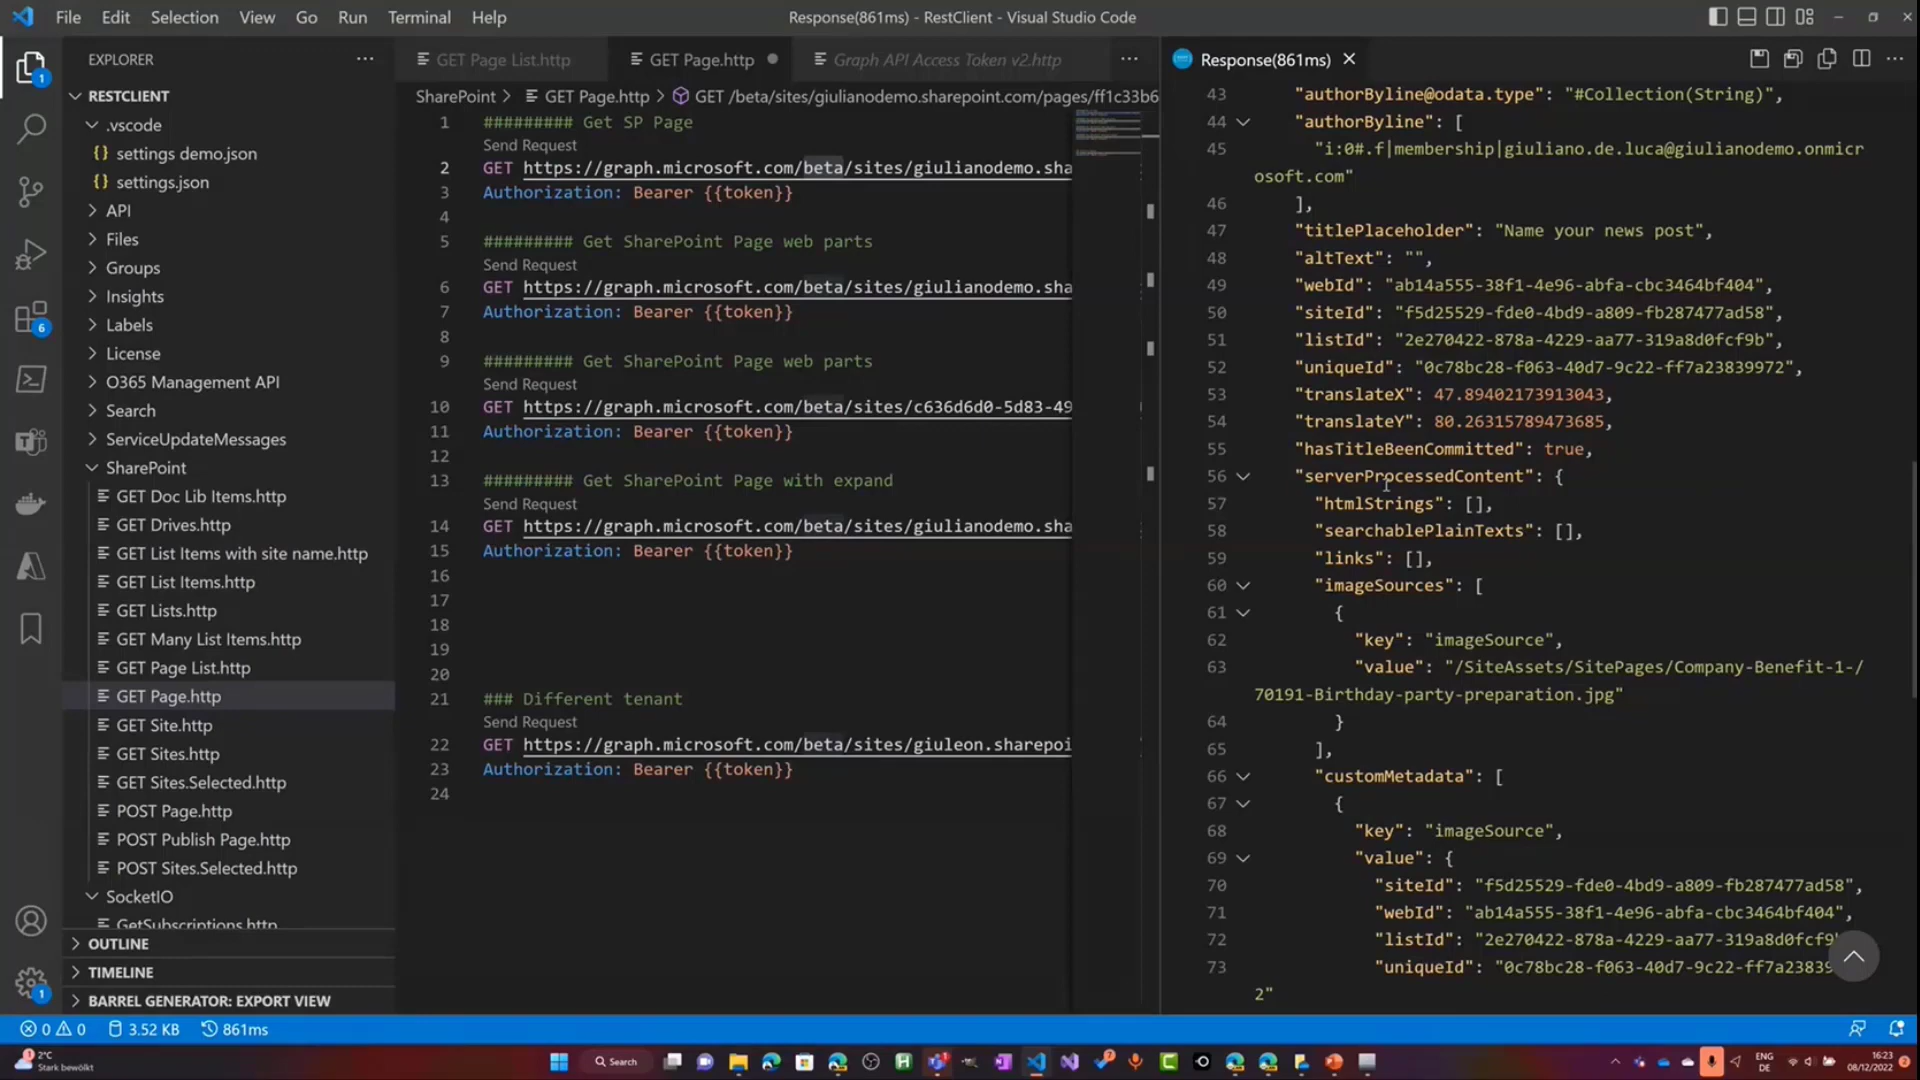 File Edit Selection View Go Run Terminal Help
Response(861ms) - RestClient - Visual Studio Code
EXPLORER
RESTCLIENT
.vscode
{} settings demo.json
{} settings.json
API
Files
Groups
Insights
Labels
License
O365 Management API
Search
ServiceUpdateMessages
SharePoint
GET Doc Lib Items.http
GET Drives.http
GET List Items with site name.http
GET List Items.http
GET Lists.http
GET Many List Items.http
GET Page List.http
GET Page.http
GET Site.http
GET Sites.http
GET Sites.Selected.http
POST Page.http
POST Publish Page.http
POST Sites.Selected.http
SocketIO
GetSubscriptions.http
OUTLINE
TIMELINE
BARREL GENERATOR: EXPORT VIEW
1
6
1
GET Page List.http
GET Page.http
Graph API Access Token v2.http
SharePoint > GET Page.http > GET /beta/sites/giulianodemo.sharepoint.com/pages/ff1c33b6
1 ######### Get SP Page
Send Request
2 GET https://graph.microsoft.com/beta/sites/giulianodemo.sha
3 Authorization: Bearer {{token}}
4
5 ######### Get SharePoint Page web parts
Send Request
6 GET https://graph.microsoft.com/beta/sites/giulianodemo.sha
7 Authorization: Bearer {{token}}
8
9 ######### Get SharePoint Page web parts
Send Request
10 GET https://graph.microsoft.com/beta/sites/c636d6d0-5d83-49
11 Authorization: Bearer {{token}}
12
13 ######### Get SharePoint Page with expand
Send Request
14 GET https://graph.microsoft.com/beta/sites/giulianodemo.sha
15 Authorization: Bearer {{token}}
16
17
18
19
20
21 ### Different tenant
Send Request
22 GET https://graph.microsoft.com/beta/sites/giuleon.sharepoi
23 Authorization: Bearer {{token}}
24
Response(861ms)
43 "authorByline@odata.type": "#Collection(String)",
44 "authorByline": [
45 "i:0#.f|membership|giuliano.de.luca@giulianodemo.onmicr
osoft.com"
46 ],
47 "titlePlaceholder": "Name your news post",
48 "altText": "",
49 "webId": "ab14a555-38f1-4e96-abfa-cbc3464bf404",
50 "siteId": "f5d25529-fde0-4bd9-a809-fb287477ad58",
51 "listId": "2e270422-878a-4229-aa77-319a8d0fcf9b",
52 "uniqueId": "0c78bc28-f063-40d7-9c22-ff7a23839972",
53 "translateX": 47.89402173913043,
54 "translateY": 80.26315789473685,
55 "hasTitleBeenCommitted": true,
56 "serverProcessedContent": {
57 "htmlStrings": [],
58 "searchablePlainTexts": [],
59 "links": [],
60 "imageSources": [
61 {
62 "key": "imageSource",
63 "value": "/SiteAssets/SitePages/Company-Benefit-1-/
70191-Birthday-party-preparation.jpg"
64 }
65 ],
66 "customMetadata": [
67 {
68 "key": "imageSource",
69 "value": {
70 "siteId": "f5d25529-fde0-4bd9-a809-fb287477ad58",
71 "webId": "ab14a555-38f1-4e96-abfa-cbc3464bf404",
72 "listId": "2e270422-878a-4229-aa77-319a8d0fcf9b
73 "uniqueId": "0c78bc28-f063-40d7-9c22-ff7a23839
2"
0 0 3.52 KB 861ms
2°C
Stark bewölkt
Search
ENG
DE
16:23
08/12/2022